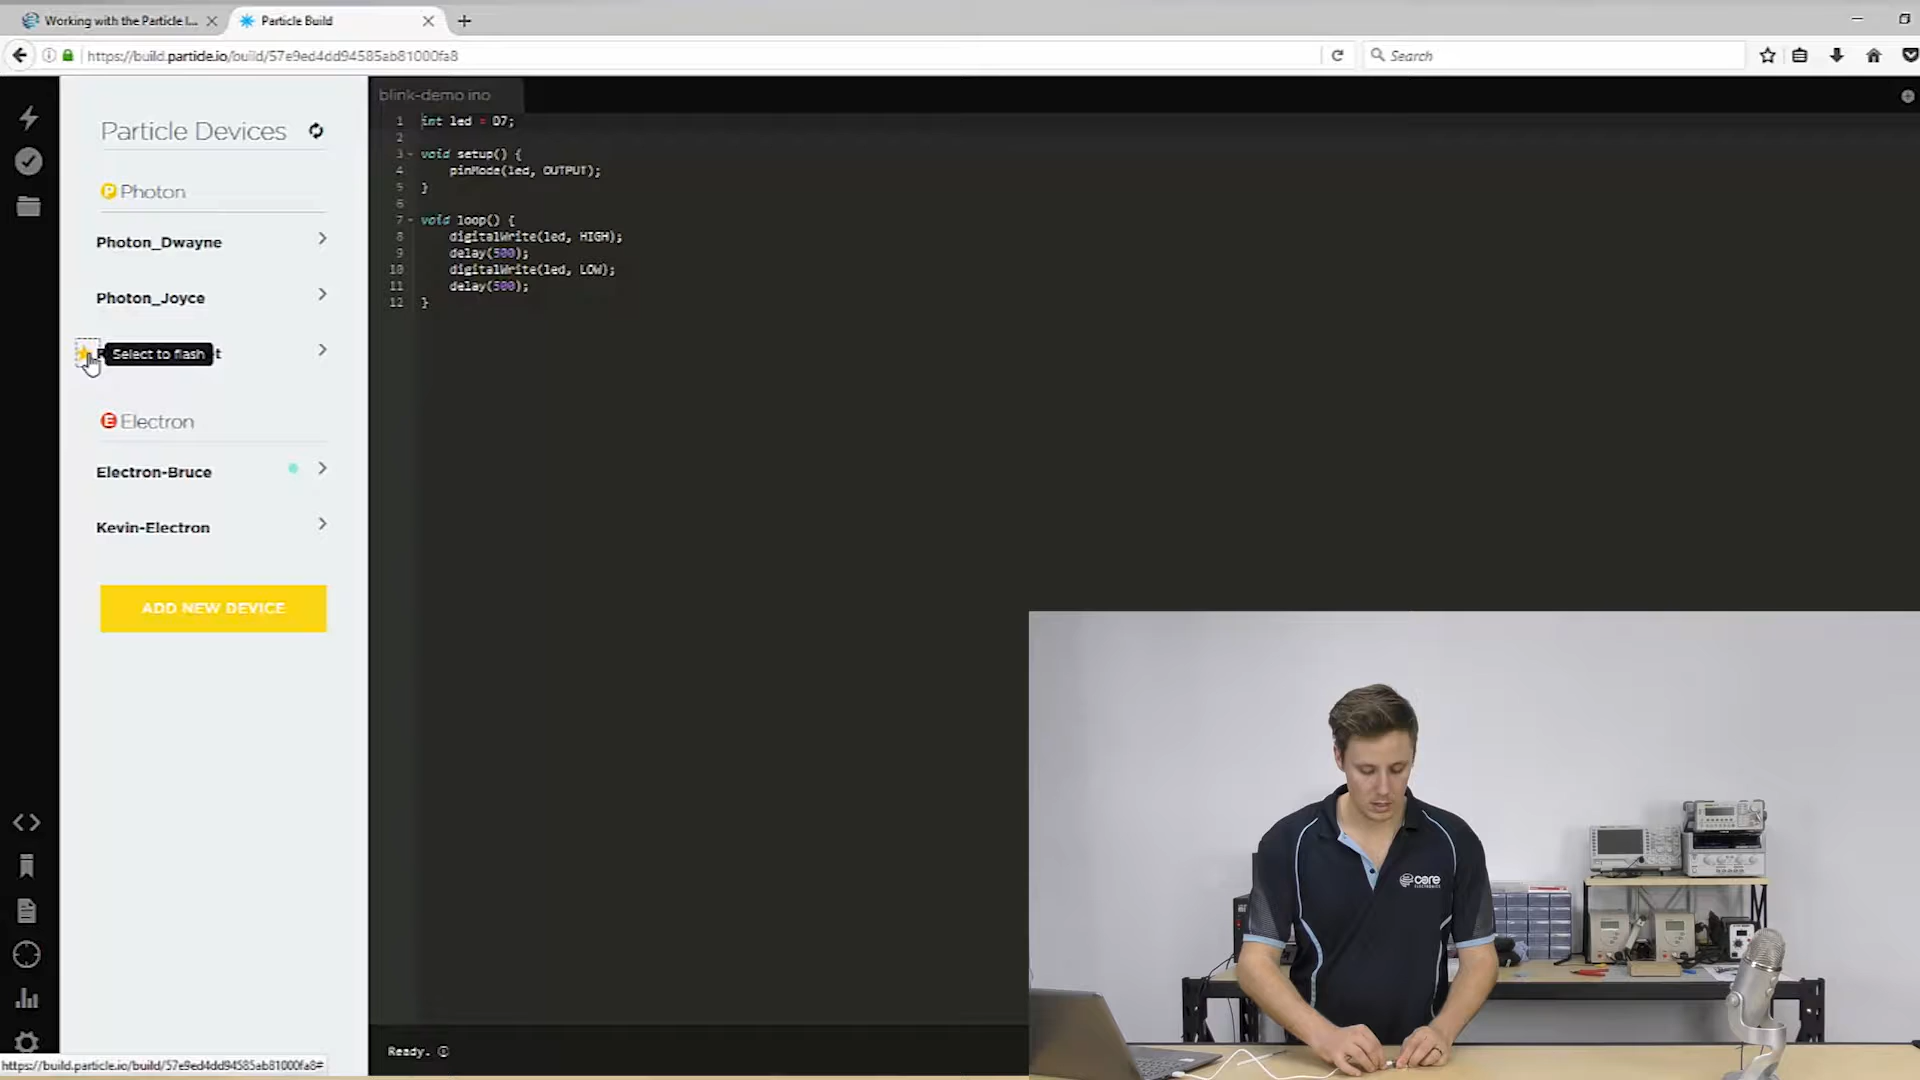 Working with the Particle I...
Particle Build
https://build.particle.io/build/57e9ed4dd94585ab81000fa8
Search
Particle Devices
Photon
Photon_Dwayne
Photon_Joyce
Select to flash
Electron
Electron-Bruce
Kevin-Electron
ADD NEW DEVICE
blink-demo.ino
1 int led = D7;
2
3 void setup() {
4 pinMode(led, OUTPUT);
5 }
6
7 void loop() {
8 digitalWrite(led, HIGH);
9 delay(500);
10 digitalWrite(led, LOW);
11 delay(500);
12 }
Ready.
https://build.particle.io/build/57e9ed4dd94585ab81000fa8#
core
ELECTRONICS